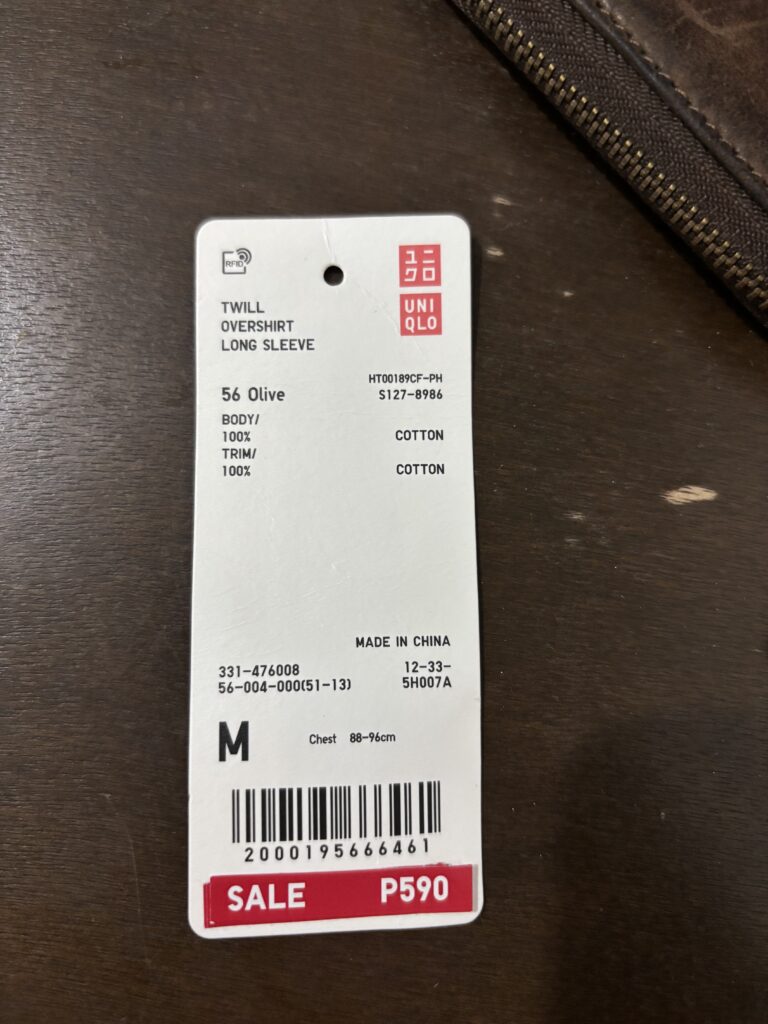 RFID
ユニ
クロ
UNI
QLO
TWILL
OVERSHIRT
LONG SLEEVE
HT00189CF-PH
56 Olive S127-8986
BODY/
100% COTTON
TRIM/
100% COTTON
MADE IN CHINA
331-476008 12-33-
56-004-000(51-13) 5H007A
M Chest 88-96cm
2000195666461
SALE P590